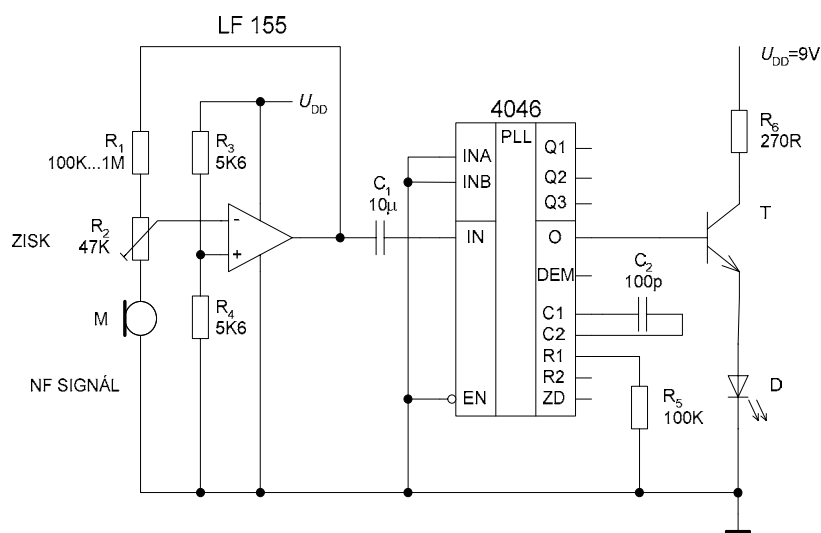 LF 155
U_DD=9V
U_DD
4046
PLL
R1
100K...1M
R3
5K6
R6
270R
C1
10µ
INA
INB
Q1
Q2
Q3
ZISK
R2
47K
-
+
IN
O
T
DEM
C2
100p
M
R4
5K6
C1
C2
R1
R2
NF SIGNÁL
EN
ZD
R5
100K
D